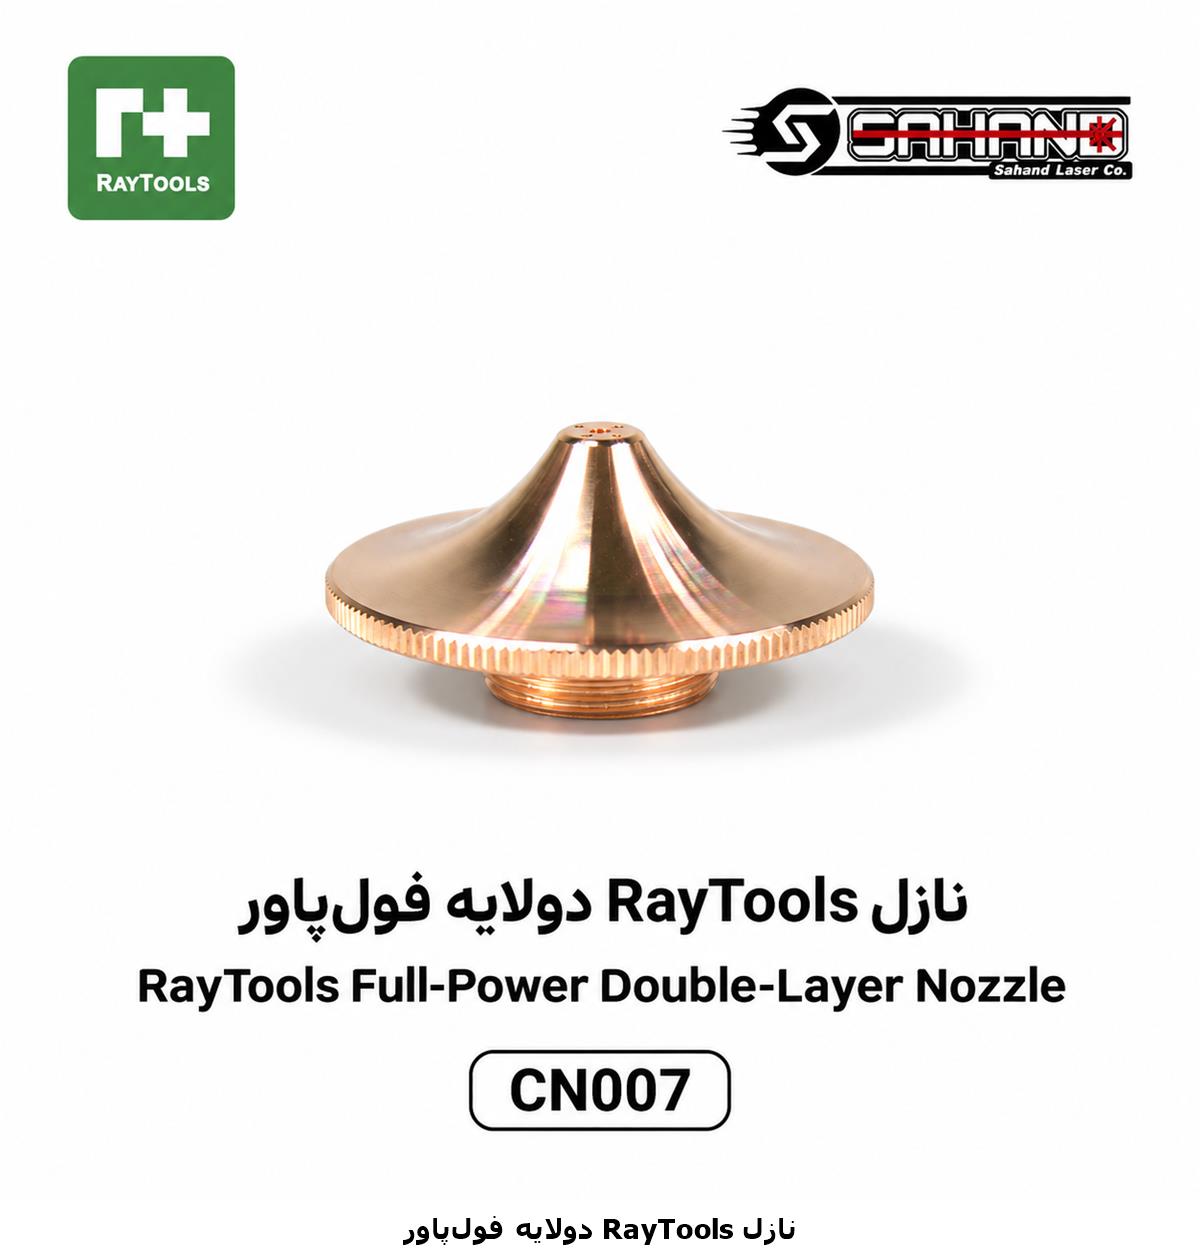 r+
RAYTOOLS
SAHAND
Sahand Laser Co.
نازل RayTools دولایه فول‌پاور
RayTools Full-Power Double-Layer Nozzle
CN007
نازل RayTools دولایه فول‌پاور